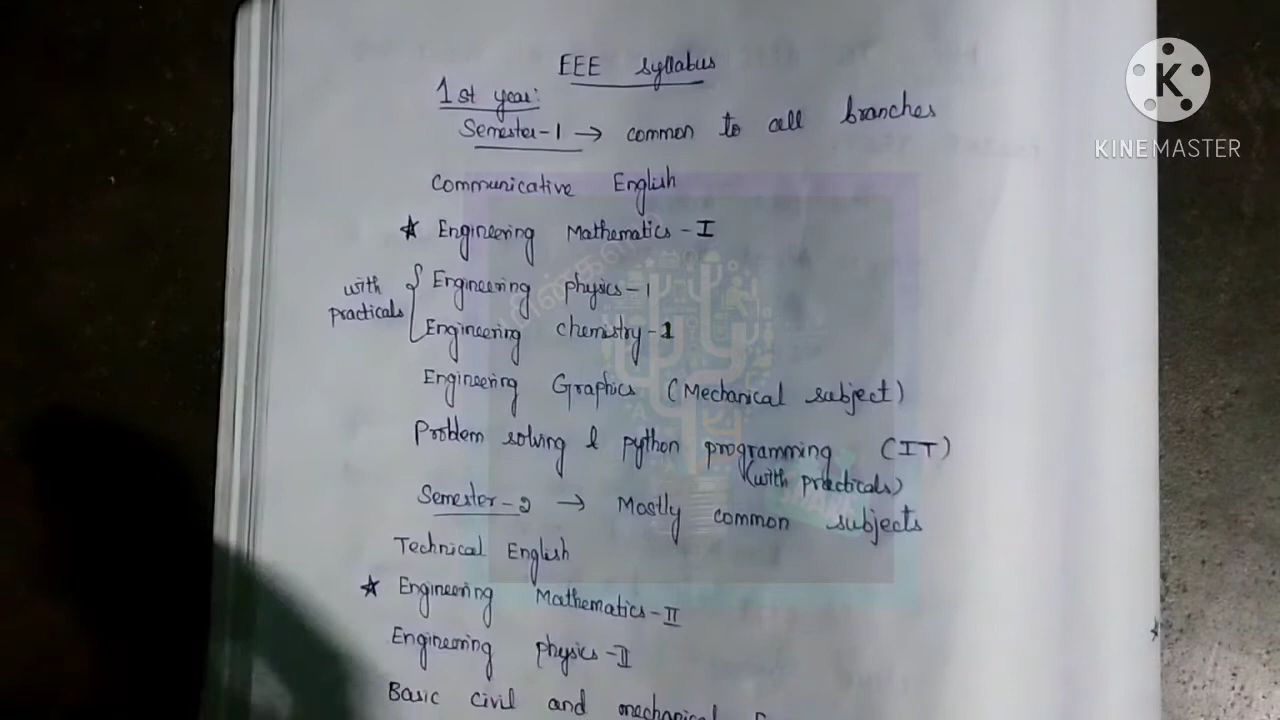 EEE syllabus
1st year:
Semester-1 → common to all branches
Communicative English
☆ Engineering Mathematics - I
with practicals { Engineering physics-1
Engineering chemistry-1
Engineering Graphics (Mechanical subject)
Problem solving & python programming (IT)
(with practicals)
Semester-2 → Mostly common subjects
Technical English
☆ Engineering Mathematics-II
Engineering physics-II
Basic civil and mechanical
K
KINEMASTER